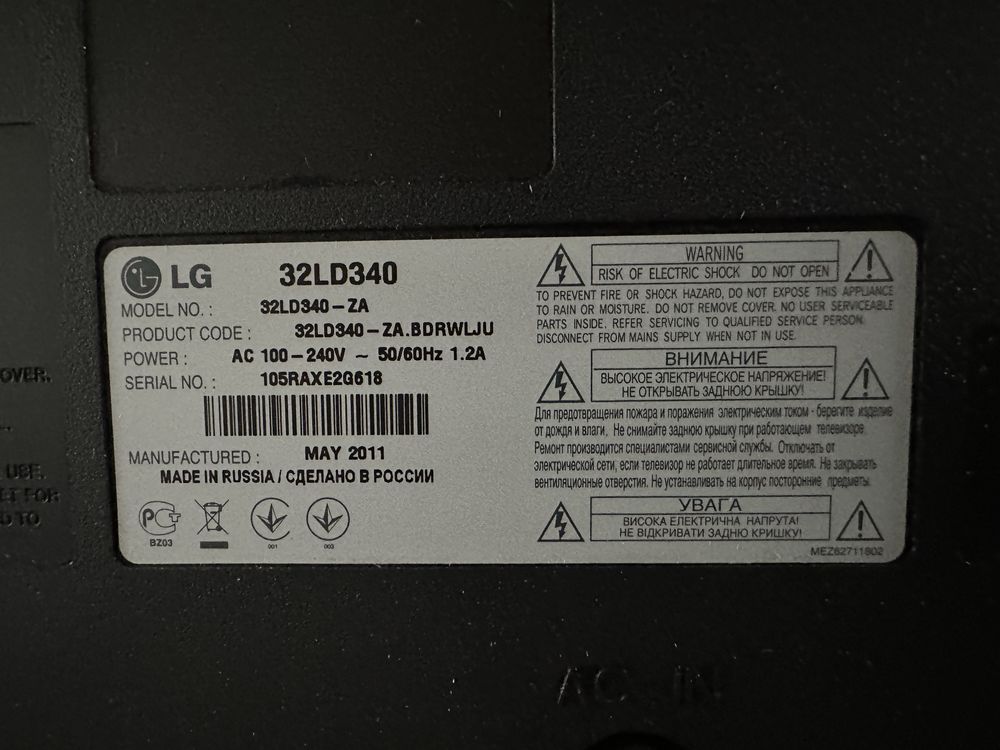 LG 32LD340
MODEL NO. : 32LD340-ZA
PRODUCT CODE : 32LD340-ZA.BDRWLJU
POWER : AC 100-240V ~ 50/60Hz 1.2A
SERIAL NO. : 105RAXE2G618
MANUFACTURED : MAY 2011
MADE IN RUSSIA / СДЕЛАНО В РОССИИ
BZ03
001
003
WARNING
RISK OF ELECTRIC SHOCK DO NOT OPEN
TO PREVENT FIRE OR SHOCK HAZARD, DO NOT EXPOSE THIS APPLIANCE
TO RAIN OR MOISTURE. DO NOT REMOVE COVER. NO USER SERVICEABLE
PARTS INSIDE. REFER SERVICING TO QUALIFIED SERVICE PERSON.
DISCONNECT FROM MAINS SUPPLY WHEN NOT IN USE.
ВНИМАНИЕ
ВЫСОКОЕ ЭЛЕКТРИЧЕСКОЕ НАПРЯЖЕНИЕ!
НЕ ОТКРЫВАТЬ ЗАДНЮЮ КРЫШКУ!
Для предотвращения пожара и поражения электрическим током - берегите изделие
от дождя и влаги. Не снимайте заднюю крышку при работающем телевизоре.
Ремонт производится специалистами сервисной службы. Отключать от
электрической сети, если телевизор не работает длительное время. Не закрывать
вентиляционные отверстия. Не устанавливать на корпус посторонние предметы.
УВАГА
ВИСОКА ЕЛЕКТРИЧНА НАПРУГА!
НЕ ВІДКРИВАТИ ЗАДНЮ КРИШКУ!
MEZ62711802
OVER.
USE.
ET FOR
D TO
AC IN